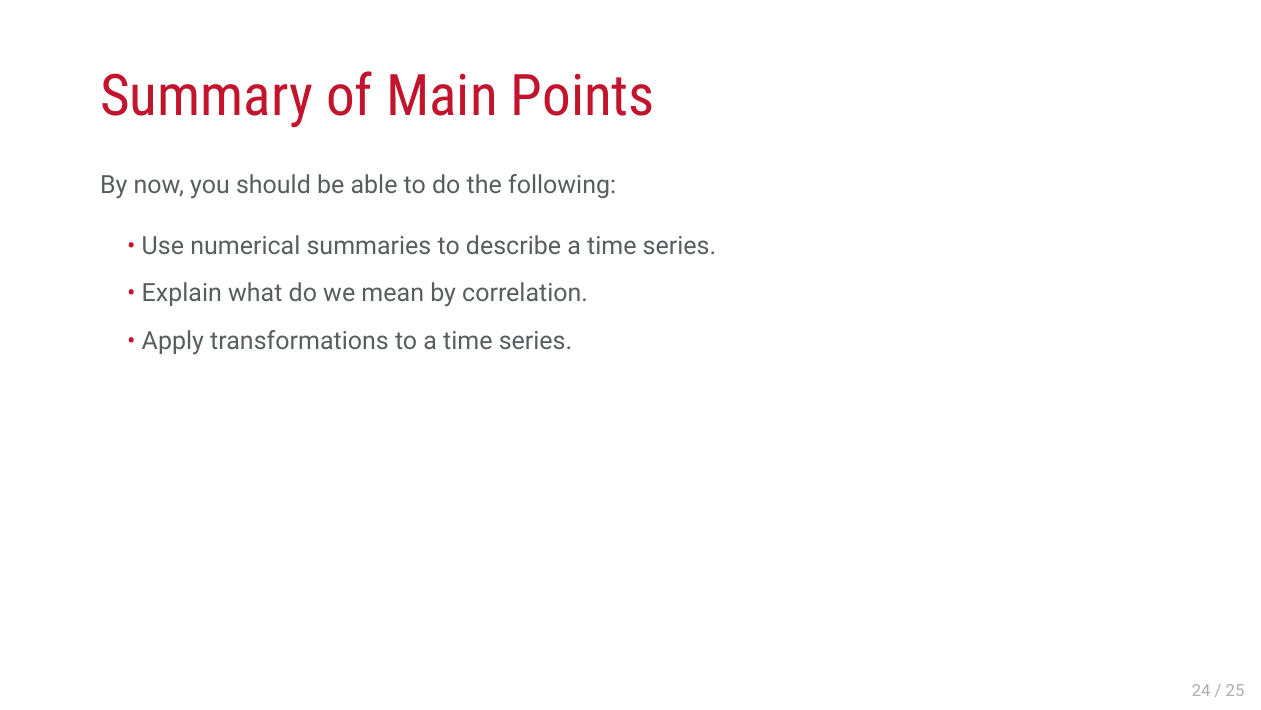 Summary of Main Points
By now, you should be able to do the following:
• Use numerical summaries to describe a time series.
• Explain what do we mean by correlation.
• Apply transformations to a time series.
24 / 25